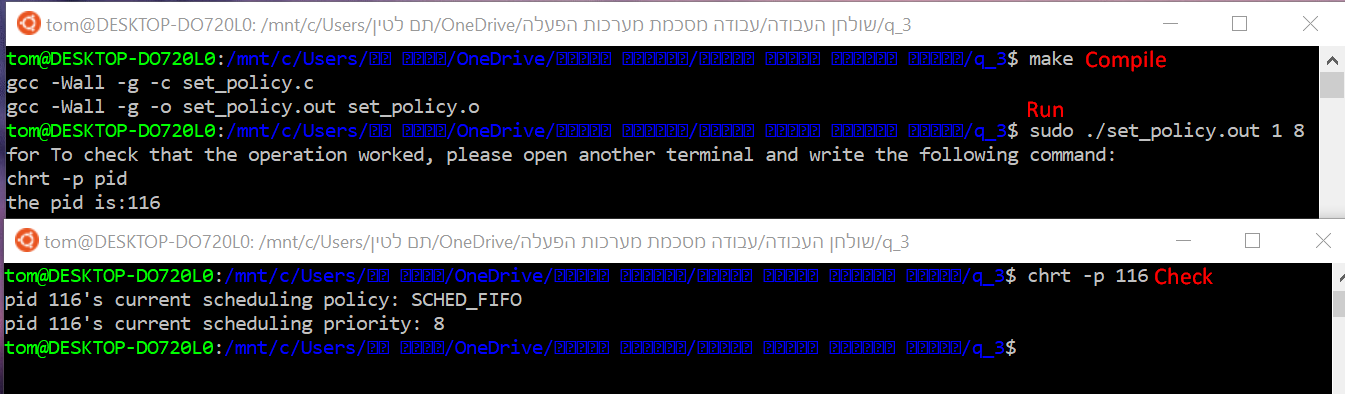 tom@DESKTOP-DO720L0: /mnt/c/Users/תם לטין/OneDrive/שולחן העבודה/עבודה מסכמת מערכות הפעלה/q_3
tom@DESKTOP-DO720L0:/mnt/c/Users/ /OneDrive/ / /q_3$ make Compile
gcc -Wall -g -c set_policy.c
gcc -Wall -g -o set_policy.out set_policy.o
Run
tom@DESKTOP-DO720L0:/mnt/c/Users/ /OneDrive/ / /q_3$ sudo ./set_policy.out 1 8
for To check that the operation worked, please open another terminal and write the following command:
chrt -p pid
the pid is:116
tom@DESKTOP-DO720L0: /mnt/c/Users/תם לטין/OneDrive/שולחן העבודה/עבודה מסכמת מערכות הפעלה/q_3
tom@DESKTOP-DO720L0:/mnt/c/Users/ /OneDrive/ / /q_3$ chrt -p 116 Check
pid 116's current scheduling policy: SCHED_FIFO
pid 116's current scheduling priority: 8
tom@DESKTOP-DO720L0:/mnt/c/Users/ /OneDrive/ / /q_3$